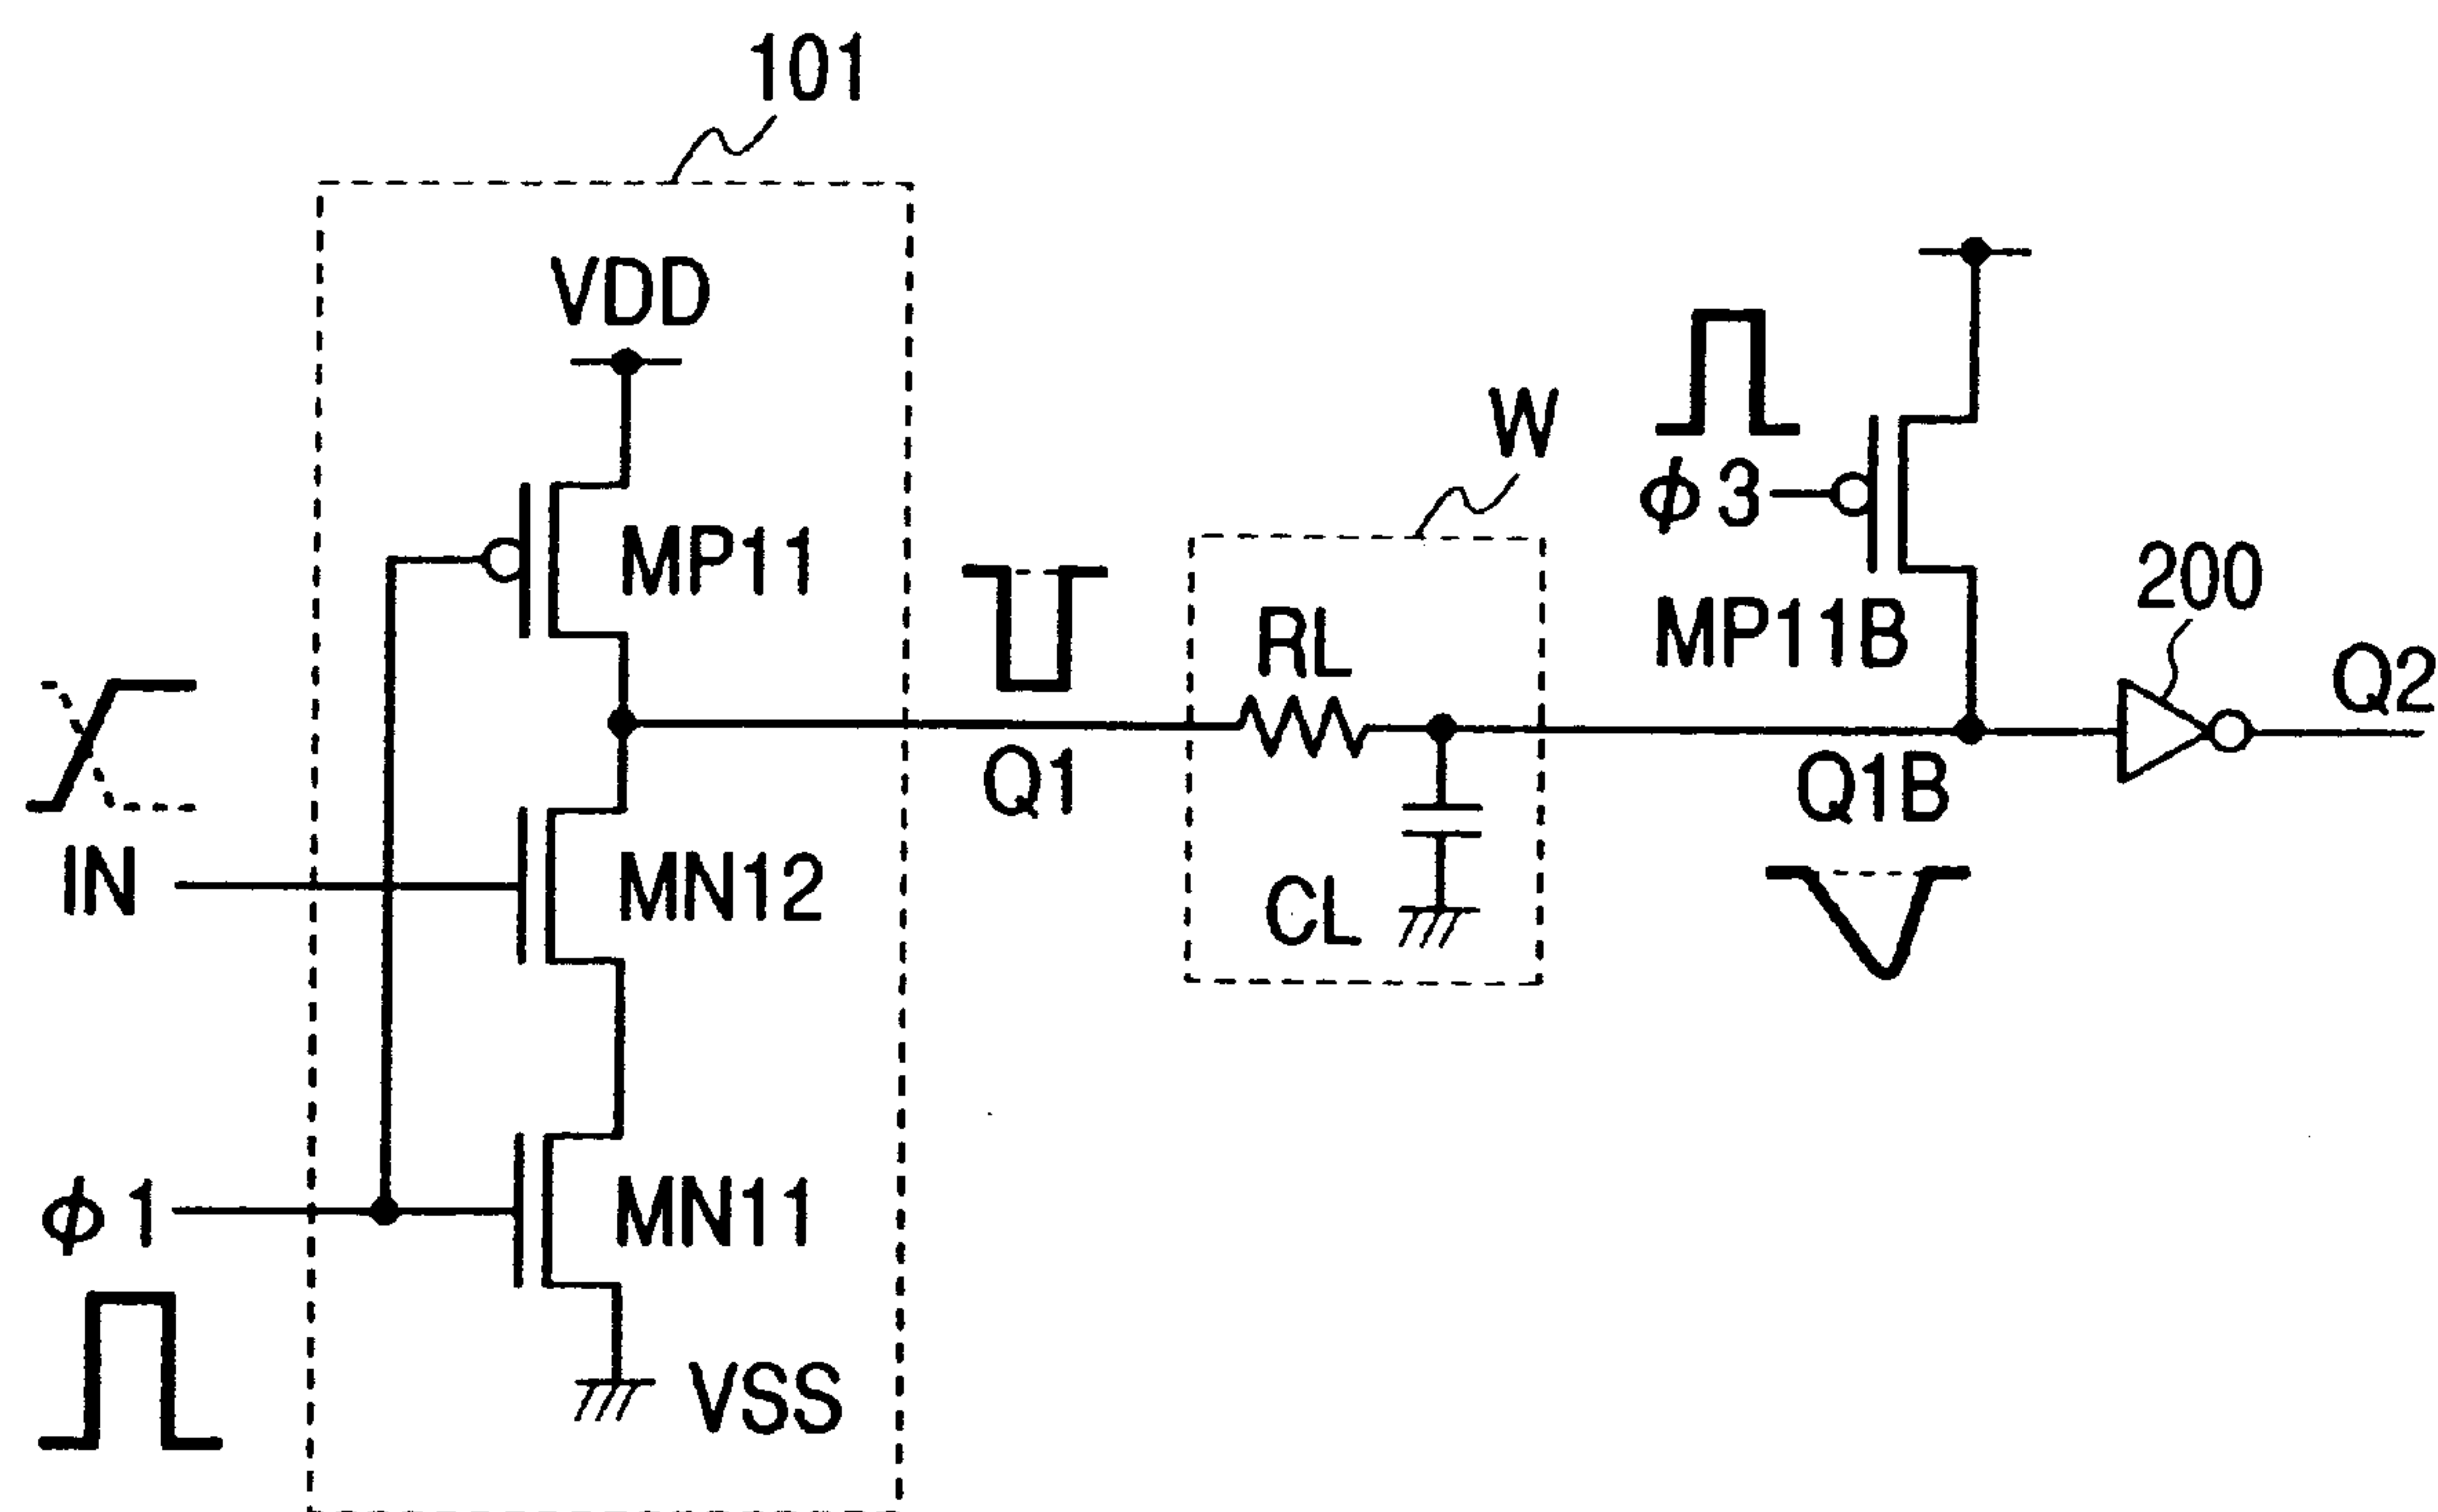 101
VDD
W
MP11
φ3
200
RL
MP11B
Q2
Q1
Q1B
IN
MN12
CL
φ1
MN11
VSS